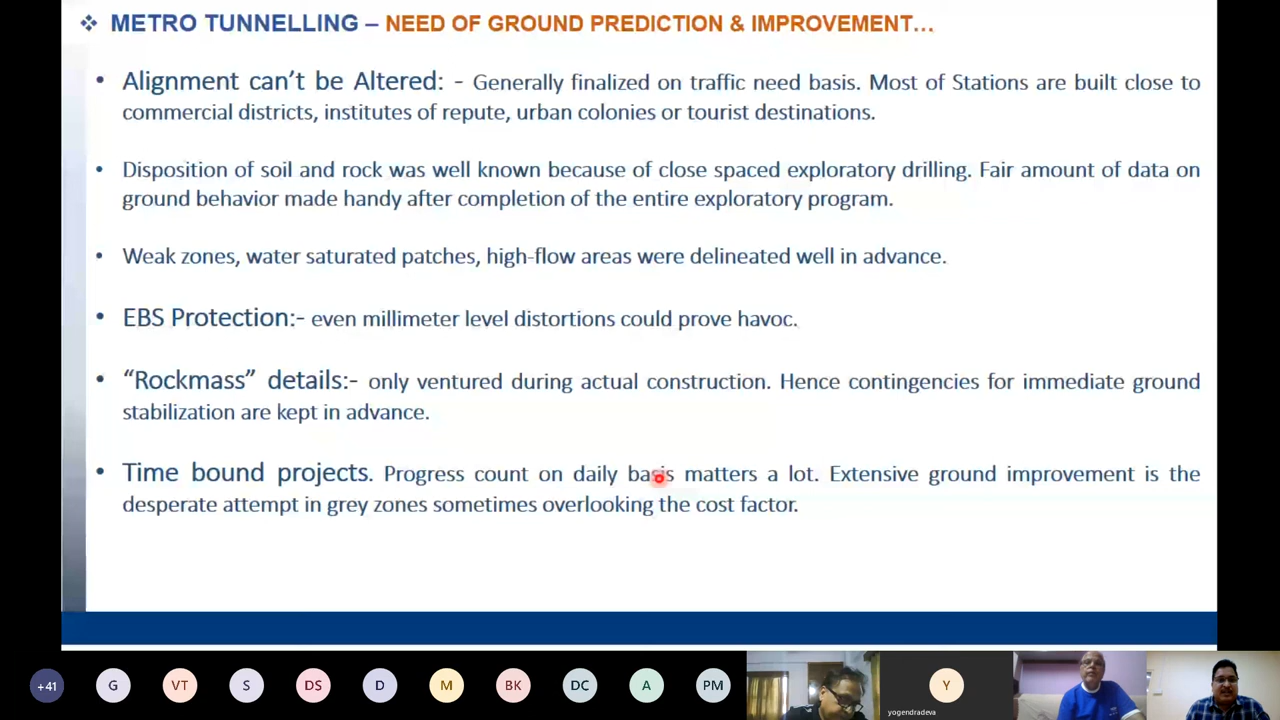 ❖ METRO TUNNELLING – NEED OF GROUND PREDICTION & IMPROVEMENT…
• Alignment can’t be Altered: - Generally finalized on traffic need basis. Most of Stations are built close to
commercial districts, institutes of repute, urban colonies or tourist destinations.
• Disposition of soil and rock was well known because of close spaced exploratory drilling. Fair amount of data on
ground behavior made handy after completion of the entire exploratory program.
• Weak zones, water saturated patches, high-flow areas were delineated well in advance.
• EBS Protection:- even millimeter level distortions could prove havoc.
• “Rockmass” details:- only ventured during actual construction. Hence contingencies for immediate ground
stabilization are kept in advance.
• Time bound projects. Progress count on daily basis matters a lot. Extensive ground improvement is the
desperate attempt in grey zones sometimes overlooking the cost factor.
+41 G VT S DS D M BK DC A PM Y
yogendradeva